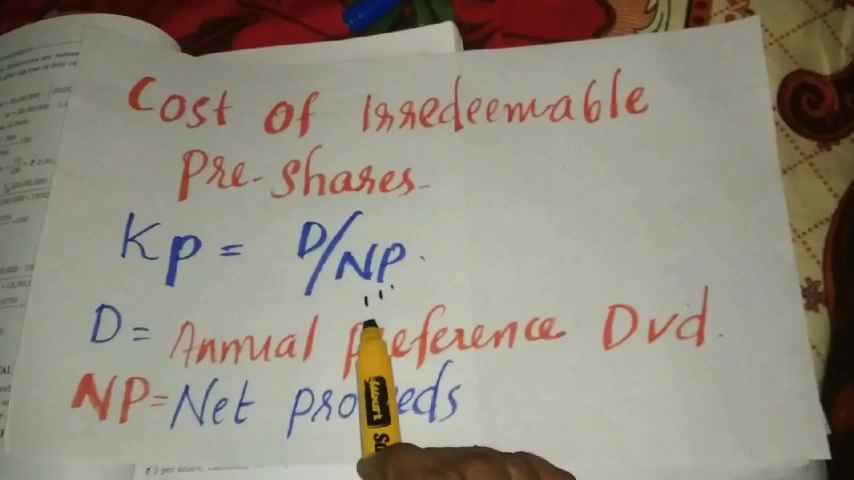 Cost of Irredeemable
Pre-Shares-
Kp = D/NP.
D = Annual preference Dvd.
NP = Net proceeds